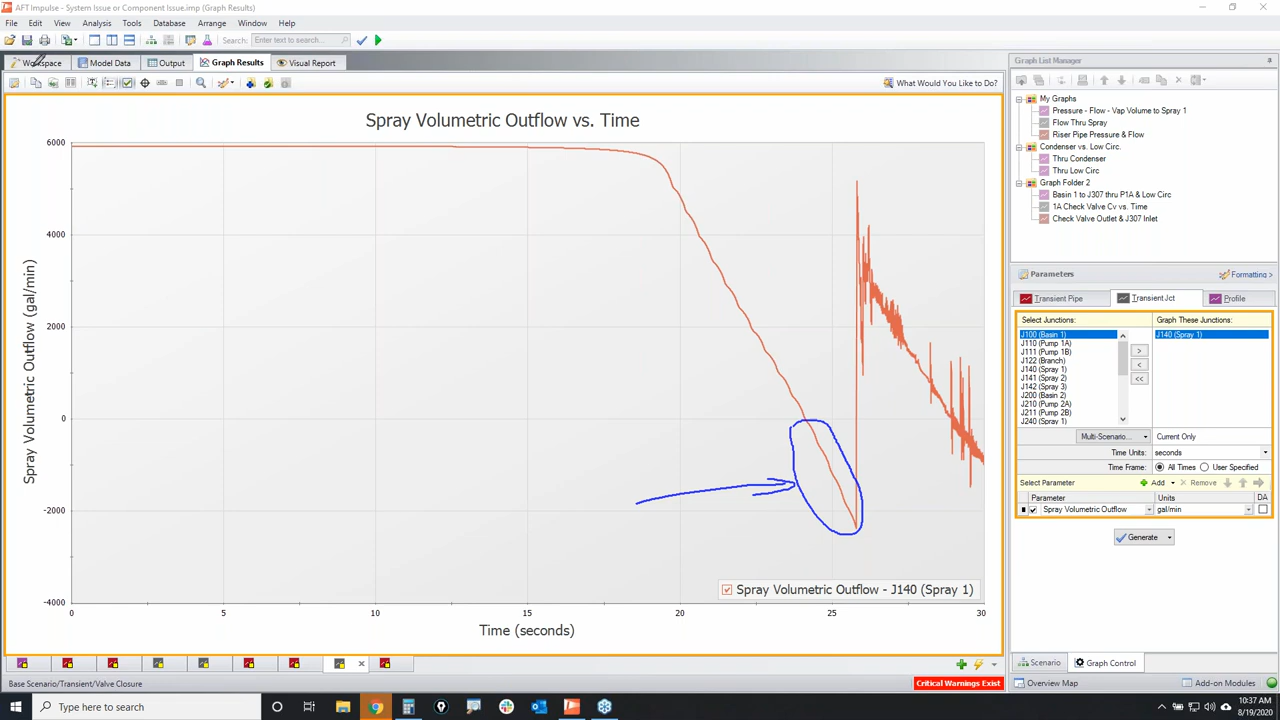 AFT Impulse - System Issue or Component Issue.imp (Graph Results)
File Edit View Analysis Tools Database Arrange Window Help
Search: Enter text to search...
Workspace Model Data Output Graph Results Visual Report
What Would You Like to Do?
Spray Volumetric Outflow vs. Time
6000
4000
2000
0
-2000
-4000
Spray Volumetric Outflow (gal/min)
0 5 10 15 20 25 30
Time (seconds)
Spray Volumetric Outflow - J140 (Spray 1)
Graph List Manager
My Graphs
Pressure - Flow - Vap Volume to Spray 1
Flow Thru Spray
Riser Pipe Pressure & Flow
Condenser vs. Low Circ.
Thru Condenser
Thru Low Circ
Graph Folder 2
Basin 1 to J307 thru P1A & Low Circ
1A Check Valve Cv vs. Time
Check Valve Outlet & J307 Inlet
Parameters Formatting >
Transient Pipe Transient Jct Profile
Select Junctions: Graph These Junctions:
J100 (Basin 1) J140 (Spray 1)
J110 (Pump 1A)
J111 (Pump 1B)
J122 (Branch)
J140 (Spray 1)
J141 (Spray 2)
J142 (Spray 3)
J200 (Basin 2)
J210 (Pump 2A)
J211 (Pump 2B)
J240 (Spray 1)
> < <<
Multi-Scenario... Current Only
Time Units: seconds
Time Frame: All Times User Specified
Select Parameter Add Remove
Parameter Units DA
Spray Volumetric Outflow gal/min
Generate
Scenario Graph Control
Base Scenario/Transient/Valve Closure Critical Warnings Exist Overview Map Add-on Modules
Type here to search
10:37 AM
8/19/2020